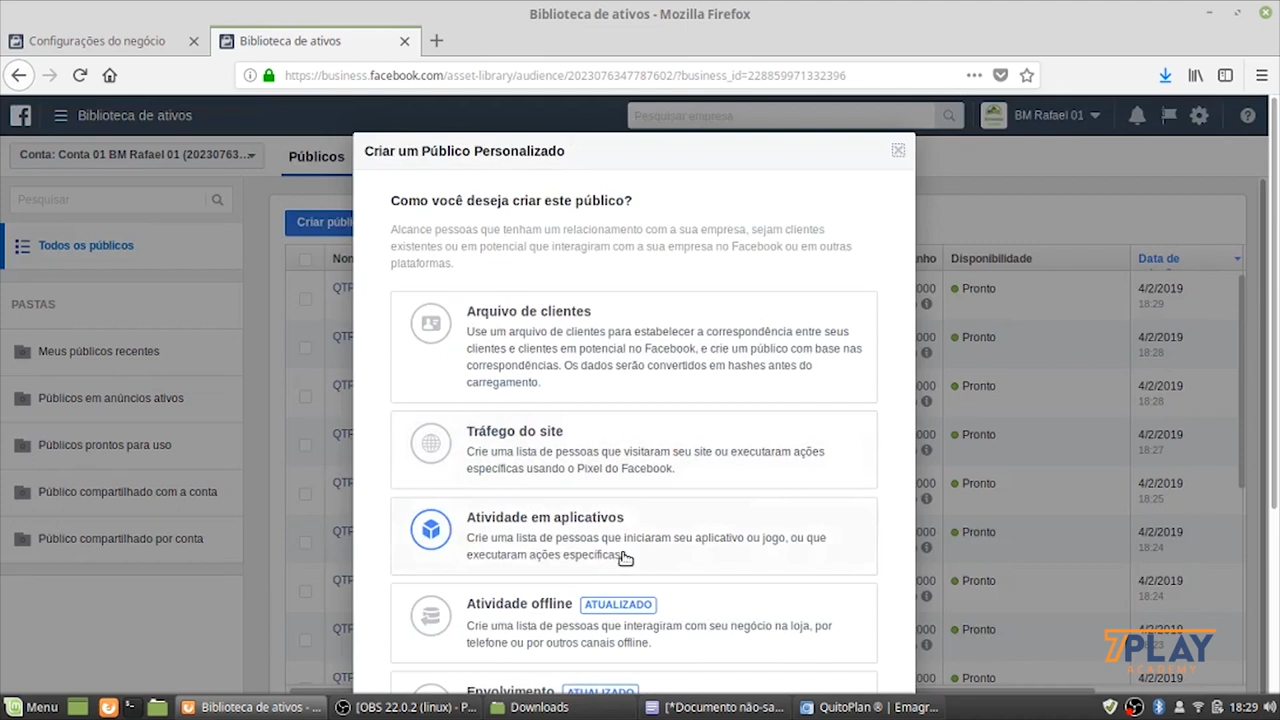 Biblioteca de ativos - Mozilla Firefox
Configurações do negócio
Biblioteca de ativos
https://business.facebook.com/asset-library/audience/2023076347787602/?business_id=228859971332396
Biblioteca de ativos
Pesquisar empresa
BM Rafael 01
Conta: Conta 01 BM Rafael 01 (20230763...
Públicos
Criar um Público Personalizado
Pesquisar
Todos os públicos
PASTAS
Meus públicos recentes
Públicos em anúncios ativos
Públicos prontos para uso
Público compartilhado com a conta
Público compartilhado por conta
Criar públi
Como você deseja criar este público?
Alcance pessoas que tenham um relacionamento com a sua empresa, sejam clientes
existentes ou em potencial que interagiram com a sua empresa no Facebook ou em outras
plataformas.
Arquivo de clientes
Use um arquivo de clientes para estabelecer a correspondência entre seus
clientes e clientes em potencial no Facebook, e crie um público com base nas
correspondências. Os dados serão convertidos em hashes antes do
carregamento.
Tráfego do site
Crie uma lista de pessoas que visitaram seu site ou executaram ações
específicas usando o Pixel do Facebook.
Atividade em aplicativos
Crie uma lista de pessoas que iniciaram seu aplicativo ou jogo, ou que
executaram ações específicas
Atividade offline ATUALIZADO
Crie uma lista de pessoas que interagiram com seu negócio na loja, por
telefone ou por outros canais offline.
Envolvimento ATUALIZADO
Disponibilidade
Data de
Pronto
4/2/2019
18:29
Pronto
4/2/2019
18:28
Pronto
4/2/2019
18:28
Pronto
4/2/2019
18:27
Pronto
4/2/2019
18:25
Pronto
4/2/2019
18:24
Pronto
4/2/2019
18:24
Pronto
4/2/2019
Pronto
4/2/2019
7PLAY
ACADEMY
Menu
Biblioteca de ativos - ...
[OBS 22.0.2 (linux) - P...
Downloads
[*Documento não-sa...
QuitoPlan ® | Emagr...
18:29